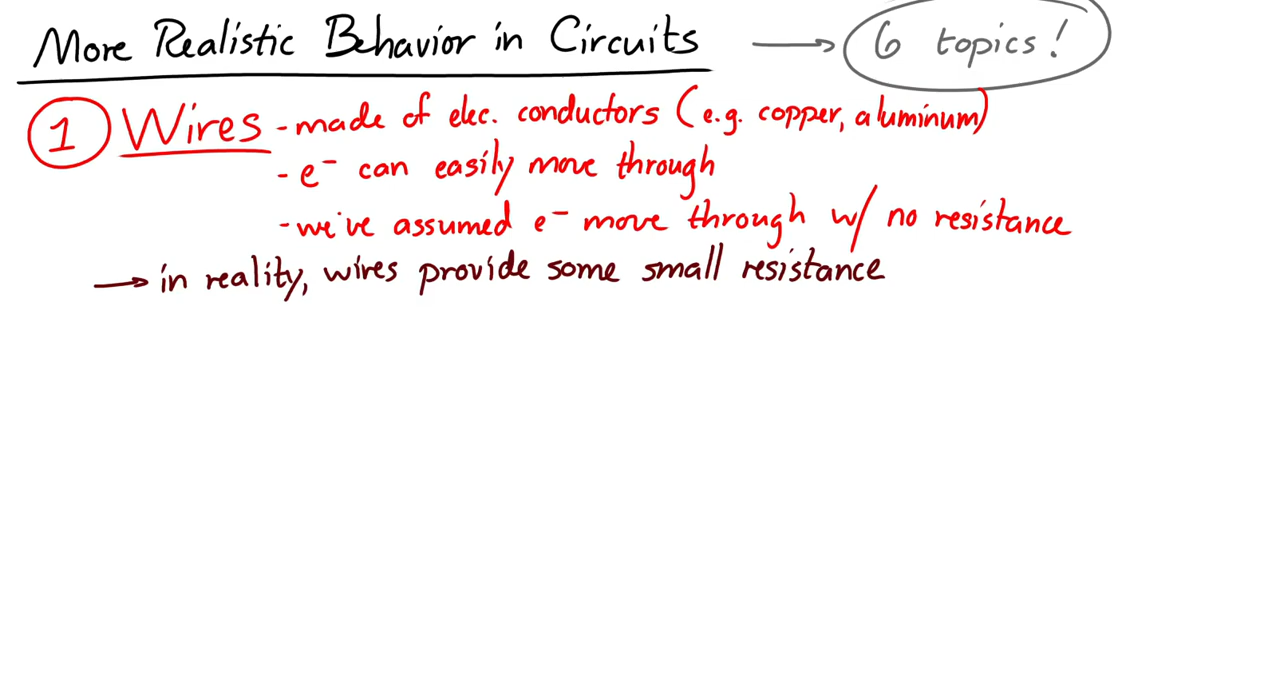 More Realistic Behavior in Circuits → 6 topics!
1 Wires - made of elec. conductors (e.g. copper, aluminum)
- e⁻ can easily move through
- we've assumed e⁻ move through w/ no resistance
→ in reality, wires provide some small resistance